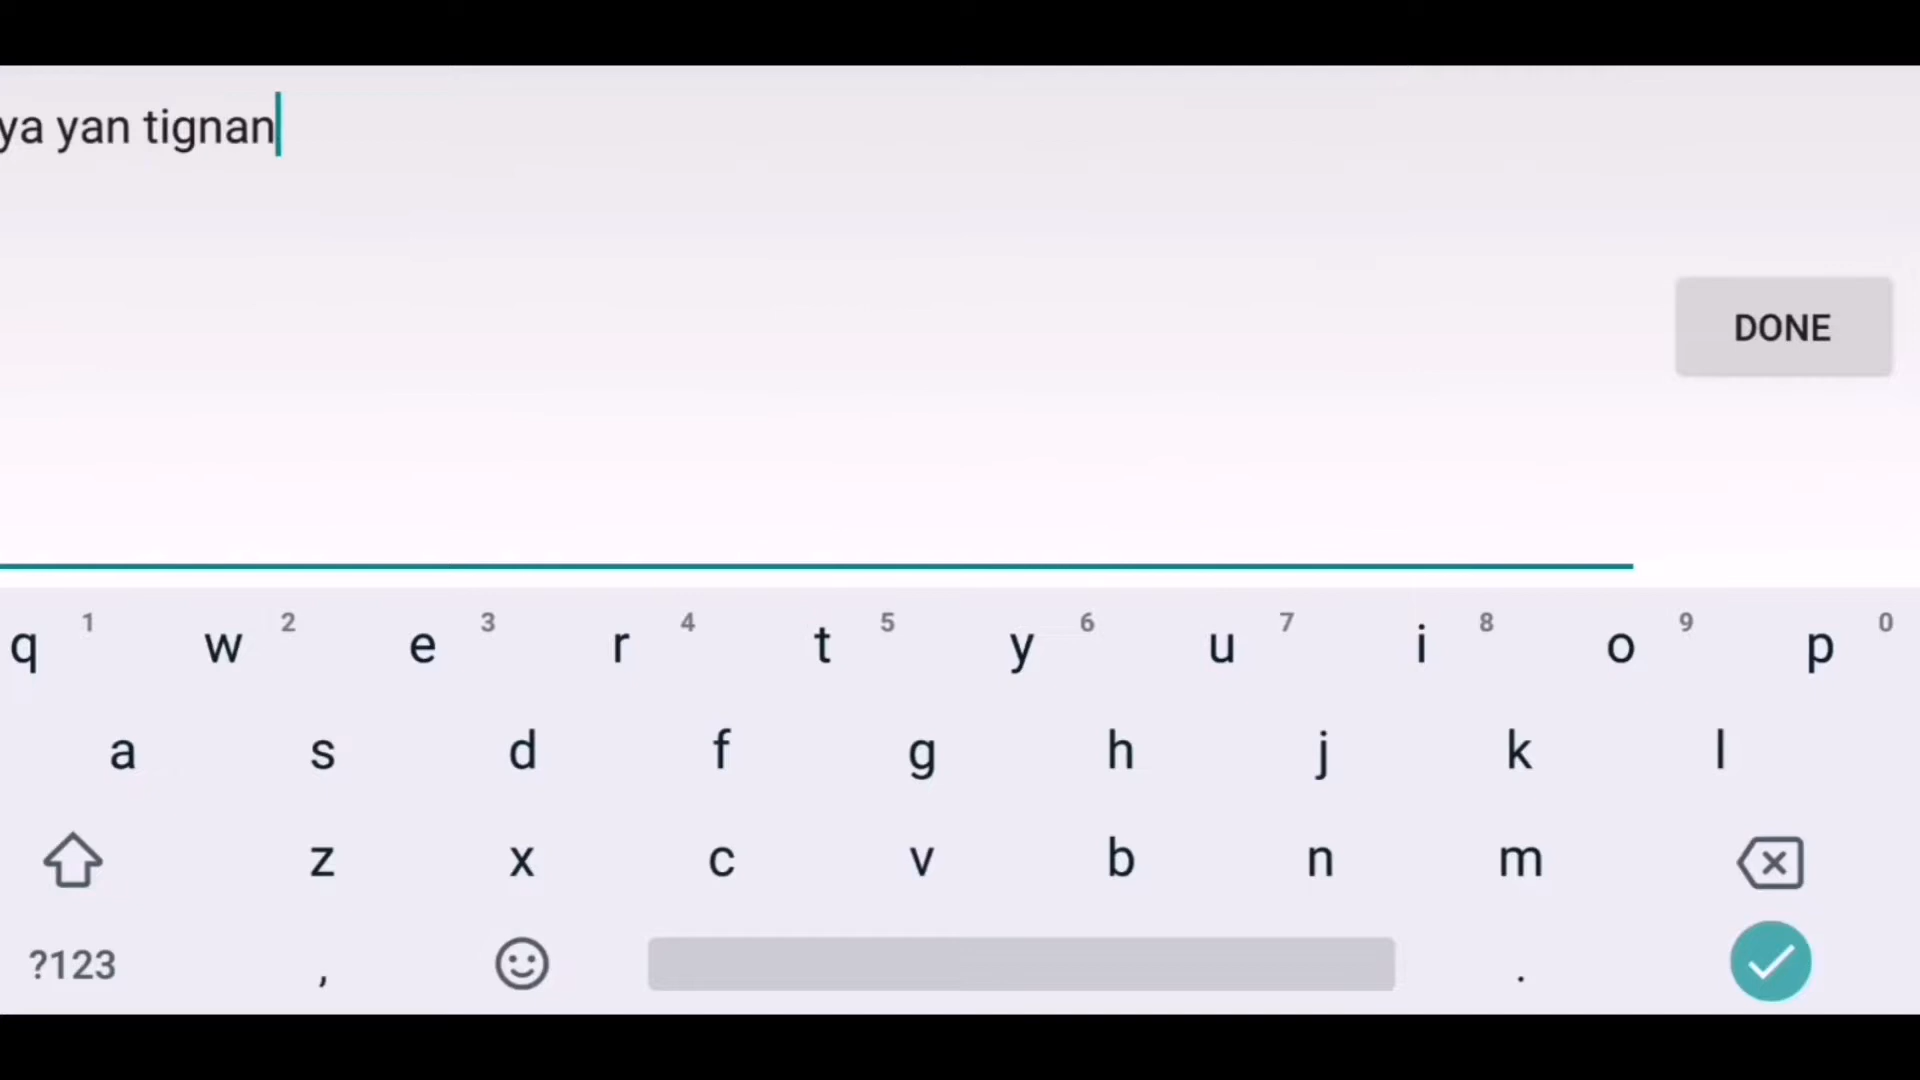 ya yan tignan
DONE
q 1 w 2 e 3 r 4 t 5 y 6 u 7 i 8 o 9 p 0
a s d f g h j k l
z x c v b n m
?123 , .